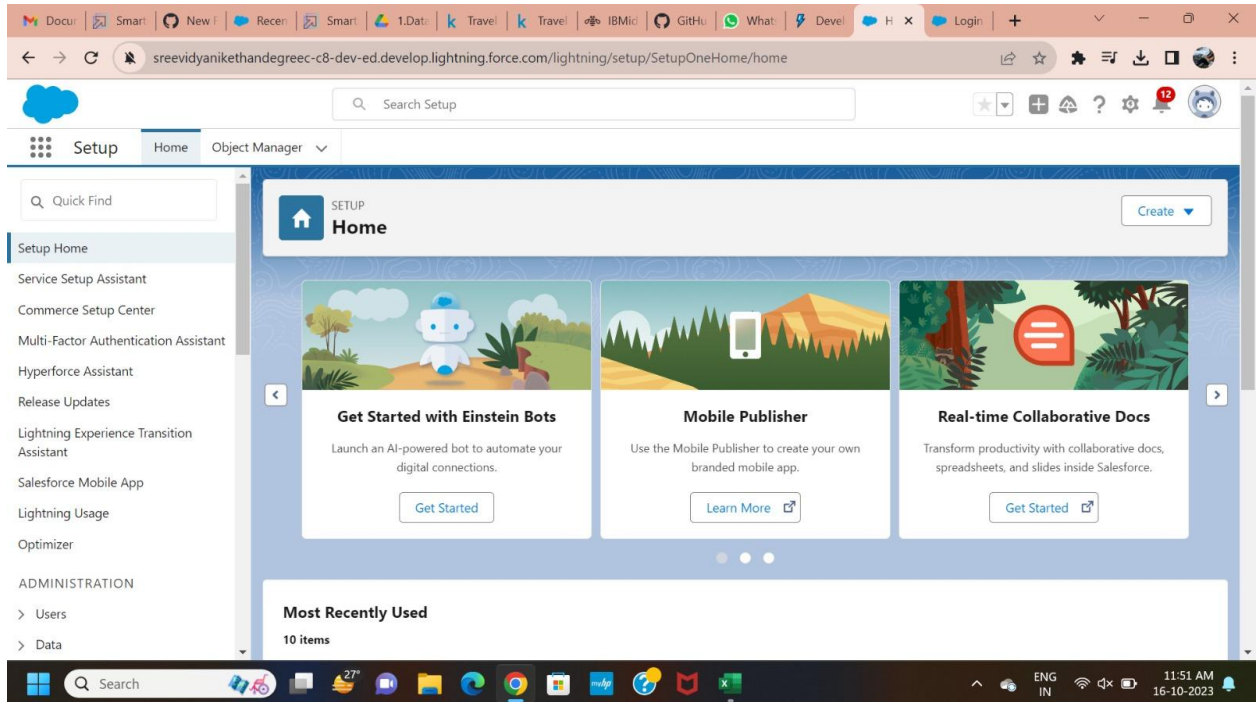 Docur
Smart
New F
Recen
Smart
1.Data
Travel
Travel
IBMid
GitHu
What
Devel
H
Login
sreevidyanikethandegreec-c8-dev-ed.develop.lightning.force.com/lightning/setup/SetupOneHome/home
Search Setup
12
Setup
Home
Object Manager
Quick Find
SETUP
Home
Create
Setup Home
Service Setup Assistant
Commerce Setup Center
Multi-Factor Authentication Assistant
Hyperforce Assistant
Release Updates
Lightning Experience Transition
Assistant
Salesforce Mobile App
Lightning Usage
Optimizer
ADMINISTRATION
Users
Data
Get Started with Einstein Bots
Launch an AI-powered bot to automate your
digital connections.
Get Started
Mobile Publisher
Use the Mobile Publisher to create your own
branded mobile app.
Learn More
Real-time Collaborative Docs
Transform productivity with collaborative docs,
spreadsheets, and slides inside Salesforce.
Get Started
Most Recently Used
10 items
Search
27°
myhp
ENG
IN
11:51 AM
16-10-2023